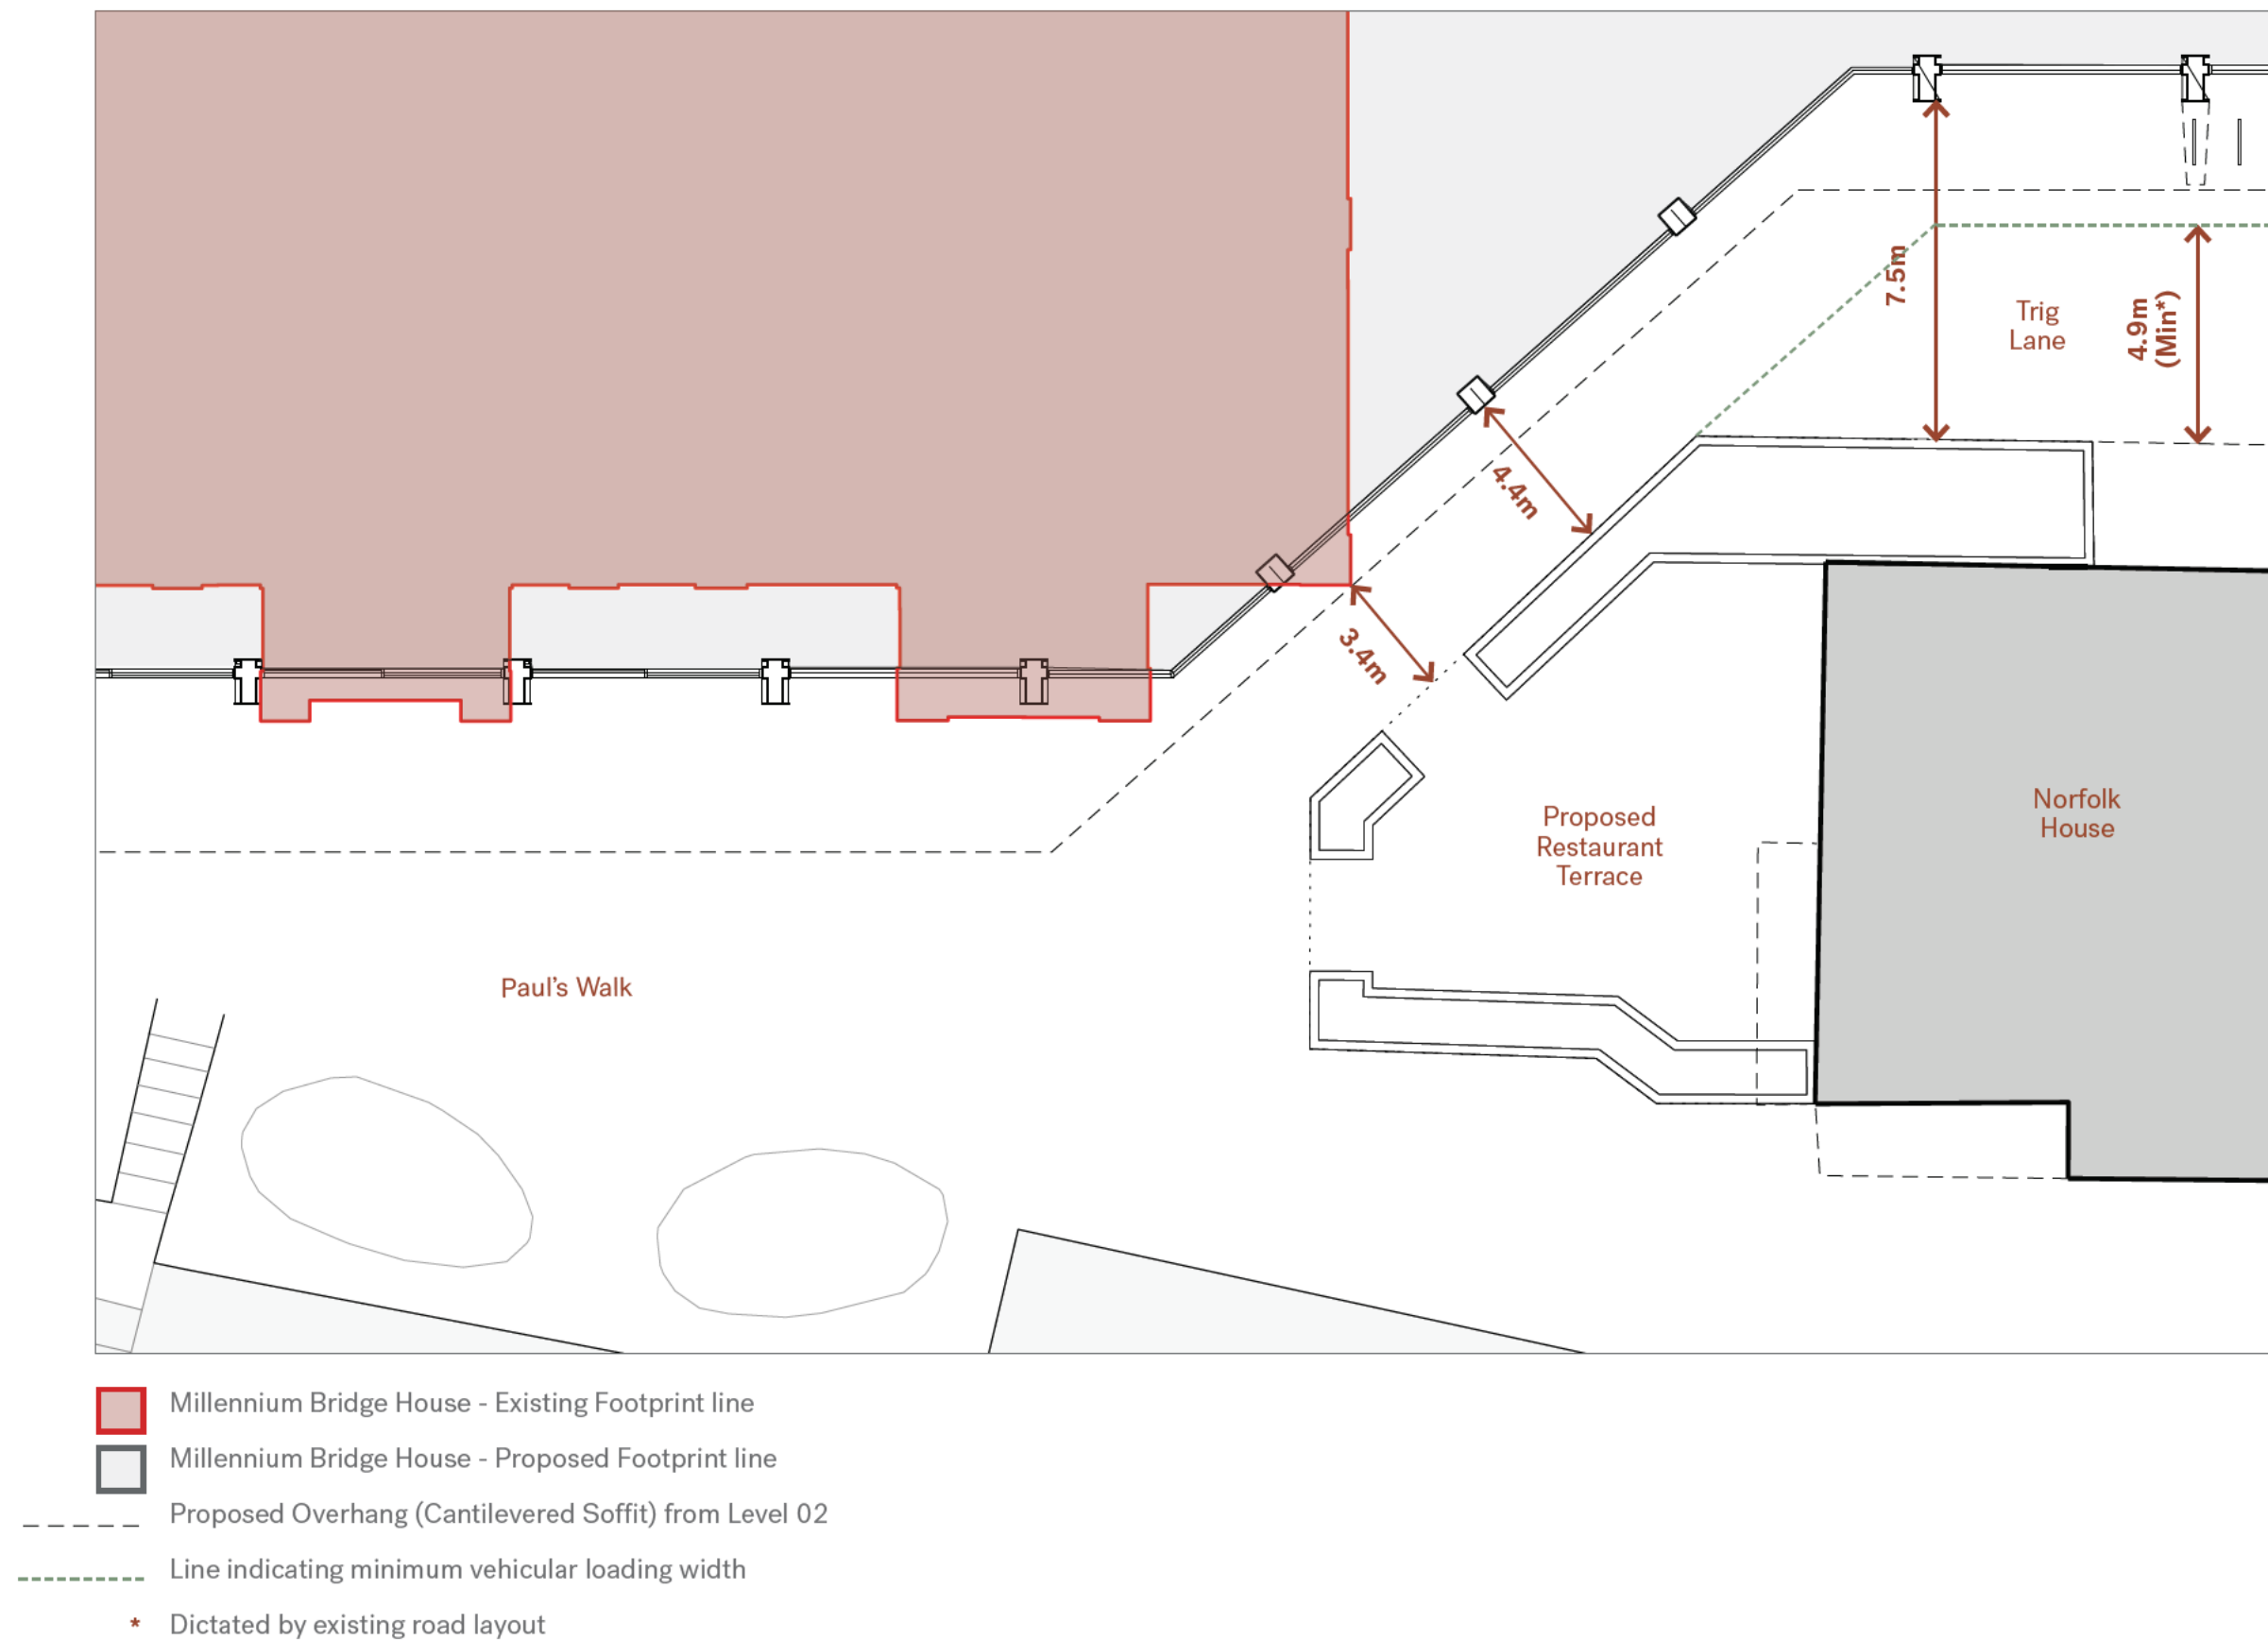 7.5m
Trig
Lane
4.9m
(Min*)
4.4m
3.4m
Proposed
Restaurant
Terrace
Norfolk
House
Paul's Walk
Millennium Bridge House - Existing Footprint line
Millennium Bridge House - Proposed Footprint line
Proposed Overhang (Cantilevered Soffit) from Level 02
Line indicating minimum vehicular loading width
* Dictated by existing road layout